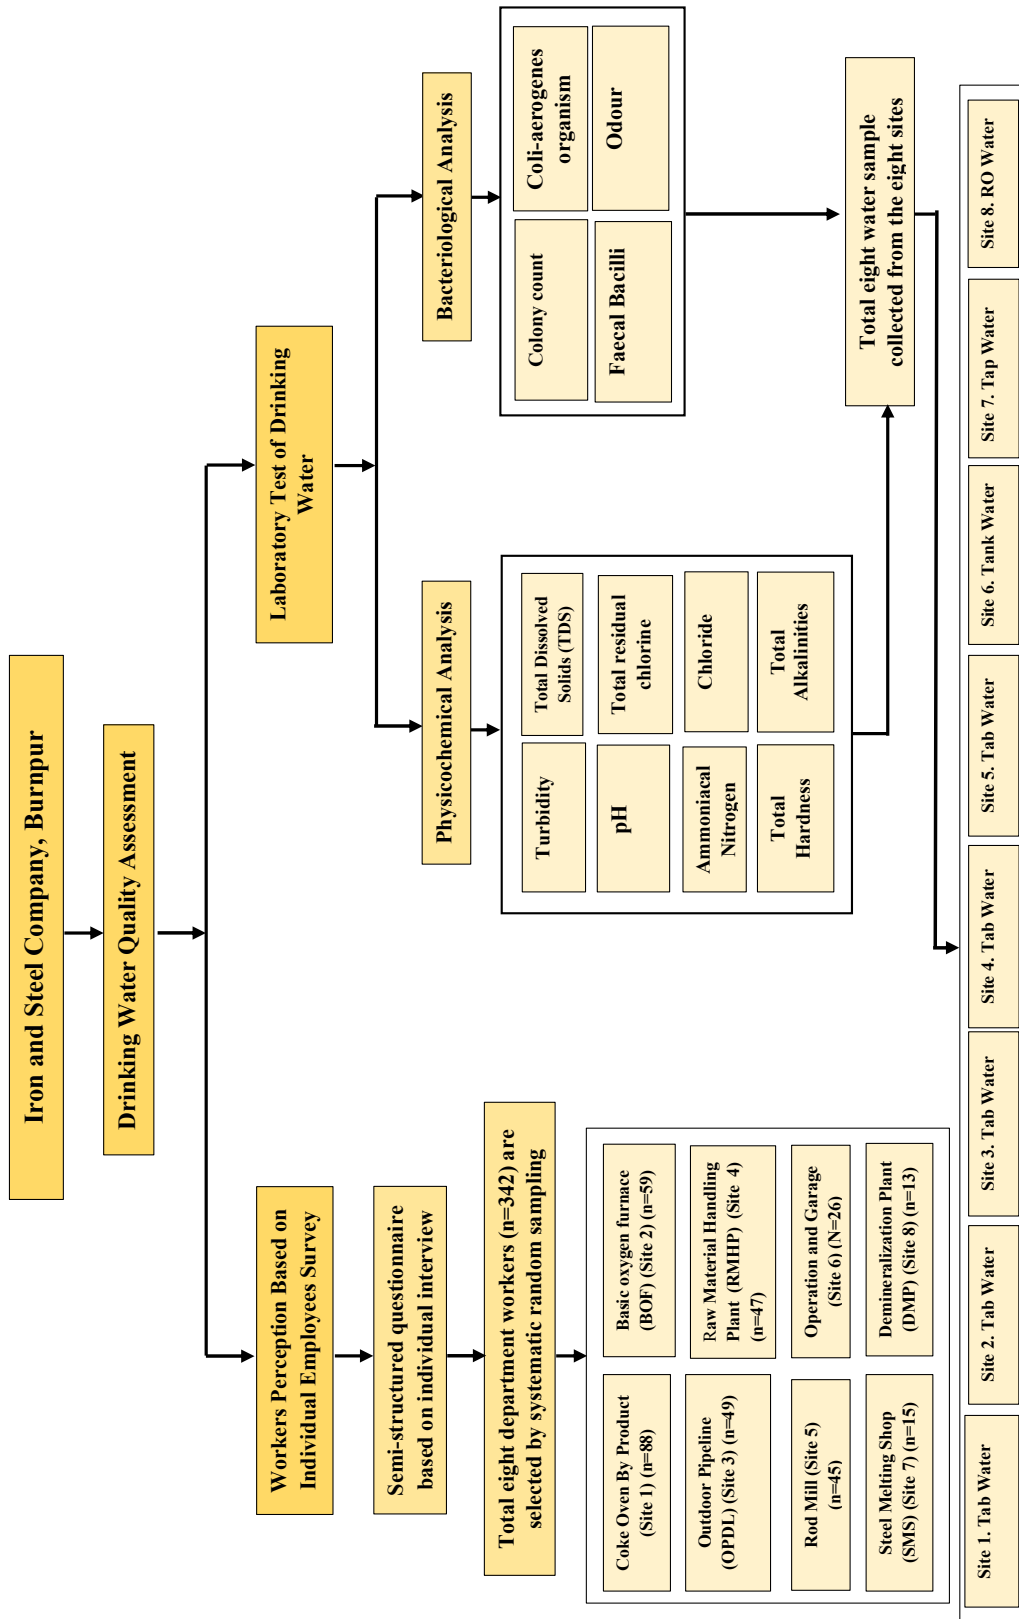 Iron and Steel Company, Burnpur
Drinking Water Quality Assessment
Workers Perception Based on
Individual Employees Survey
Semi-structured questionnaire
based on individual interview
Total eight department workers (n=342) are
selected by systematic random sampling
Coke Oven By Product
(Site 1) (n=88)
Basic oxygen furnace
(BOF) (Site 2) (n=59)
Outdoor Pipeline
(OPDL) (Site 3) (n=49)
Raw Material Handling
Plant (RMHP) (Site 4)
(n=47)
Rod Mill (Site 5)
(n=45)
Operation and Garage
(Site 6) (N=26)
Steel Melting Shop
(SMS) (Site 7) (n=15)
Demineralization Plant
(DMP) (Site 8) (n=13)
Laboratory Test of Drinking
Water
Physicochemical Analysis
Turbidity
Total Dissolved
Solids (TDS)
pH
Total residual
chlorine
Ammoniacal
Nitrogen
Chloride
Total
Hardness
Total
Alkalinities
Bacteriological Analysis
Colony count
Coli-aerogenes
organism
Faecal Bacilli
Odour
Total eight water sample
collected from the eight sites
Site 1. Tab Water
Site 2. Tab Water
Site 3. Tab Water
Site 4. Tab Water
Site 5. Tab Water
Site 6. Tank Water
Site 7. Tap Water
Site 8. RO Water